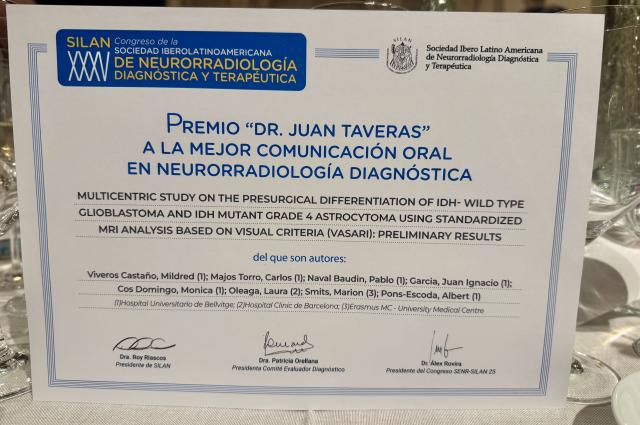 SILAN
XXXV
Congreso de la
SOCIEDAD IBEROLATINOAMERICANA
DE NEURORRADIOLOGÍA
DIAGNÓSTICA Y TERAPÉUTICA
SILAN
Sociedad Ibero Latino Americana
de Neurorradiología Diagnóstica
y Terapéutica
PREMIO "DR. JUAN TAVERAS"
A LA MEJOR COMUNICACIÓN ORAL
EN NEURORRADIOLOGÍA DIAGNÓSTICA
MULTICENTRIC STUDY ON THE PRESURGICAL DIFFERENTIATION OF IDH- WILD TYPE
GLIOBLASTOMA AND IDH MUTANT GRADE 4 ASTROCYTOMA USING STANDARDIZED
MRI ANALYSIS BASED ON VISUAL CRITERIA (VASARI): PRELIMINARY RESULTS
del que son autores:
Viveros Castaño, Mildred (1); Majos Torro, Carlos (1); Naval Baudin, Pablo (1); Garcia, Juan Ignacio (1);
Cos Domingo, Monica (1); Oleaga, Laura (2); Smits, Marion (3); Pons-Escoda, Albert (1)
(1)Hospital Universitario de Bellvitge; (2)Hospital Clinic de Barcelona; (3)Erasmus MC - University Medical Centre
Dra. Roy Riascos
Presidente de SILAN
Dra. Patricia Orellana
Presidenta Comité Evaluador Diagnóstico
Dr. Álex Rovira
Presidente del Congreso SENR-SILAN 25